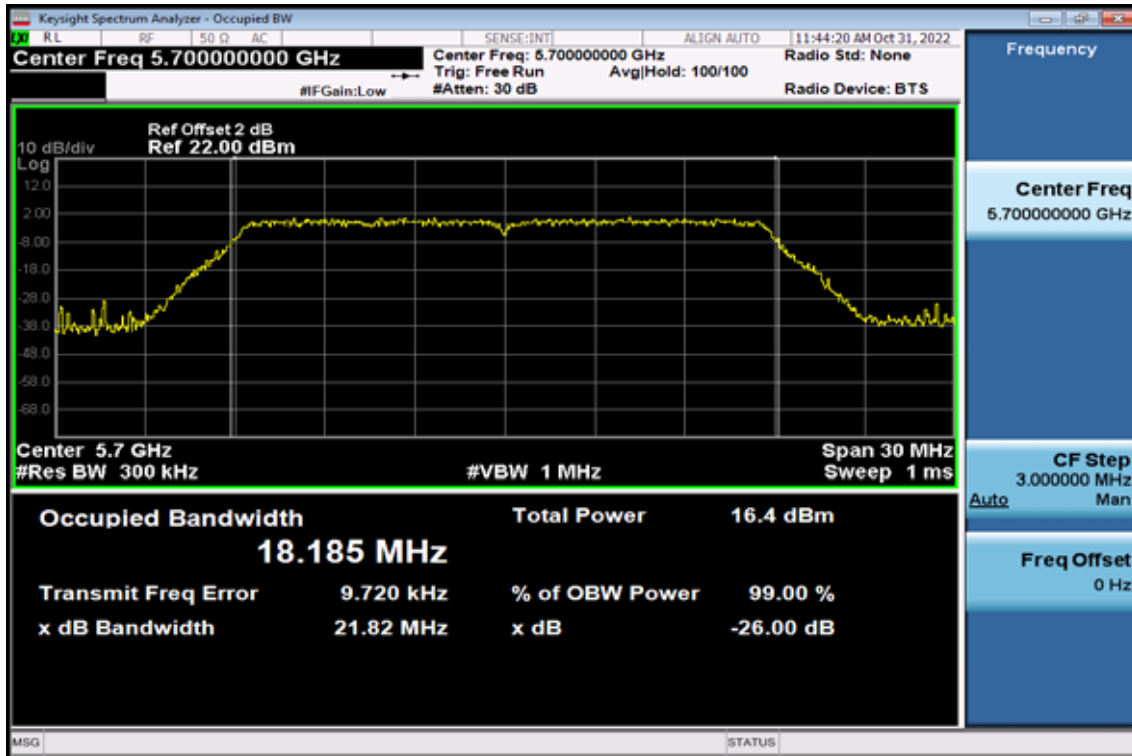 Keysight Spectrum Analyzer - Occupied BW
LXI RL RF 50 Ω AC SENSE:INT ALIGN AUTO 11:44:20 AM Oct 31, 2022
Center Freq 5.700000000 GHz
Center Freq: 5.700000000 GHz Radio Std: None
Trig: Free Run Avg|Hold: 100/100
#IFGain:Low #Atten: 30 dB Radio Device: BTS
Ref Offset 2 dB
10 dB/div Ref 22.00 dBm
Log
12.0
2.00
-8.00
-18.0
-28.0
-38.0
-48.0
-58.0
-68.0
Center 5.7 GHz Span 30 MHz
#Res BW 300 kHz #VBW 1 MHz Sweep 1 ms
Occupied Bandwidth Total Power 16.4 dBm
18.185 MHz
Transmit Freq Error 9.720 kHz % of OBW Power 99.00 %
x dB Bandwidth 21.82 MHz x dB -26.00 dB
MSG STATUS
Frequency
Center Freq
5.700000000 GHz
CF Step
3.000000 MHz
Auto Man
Freq Offset
0 Hz